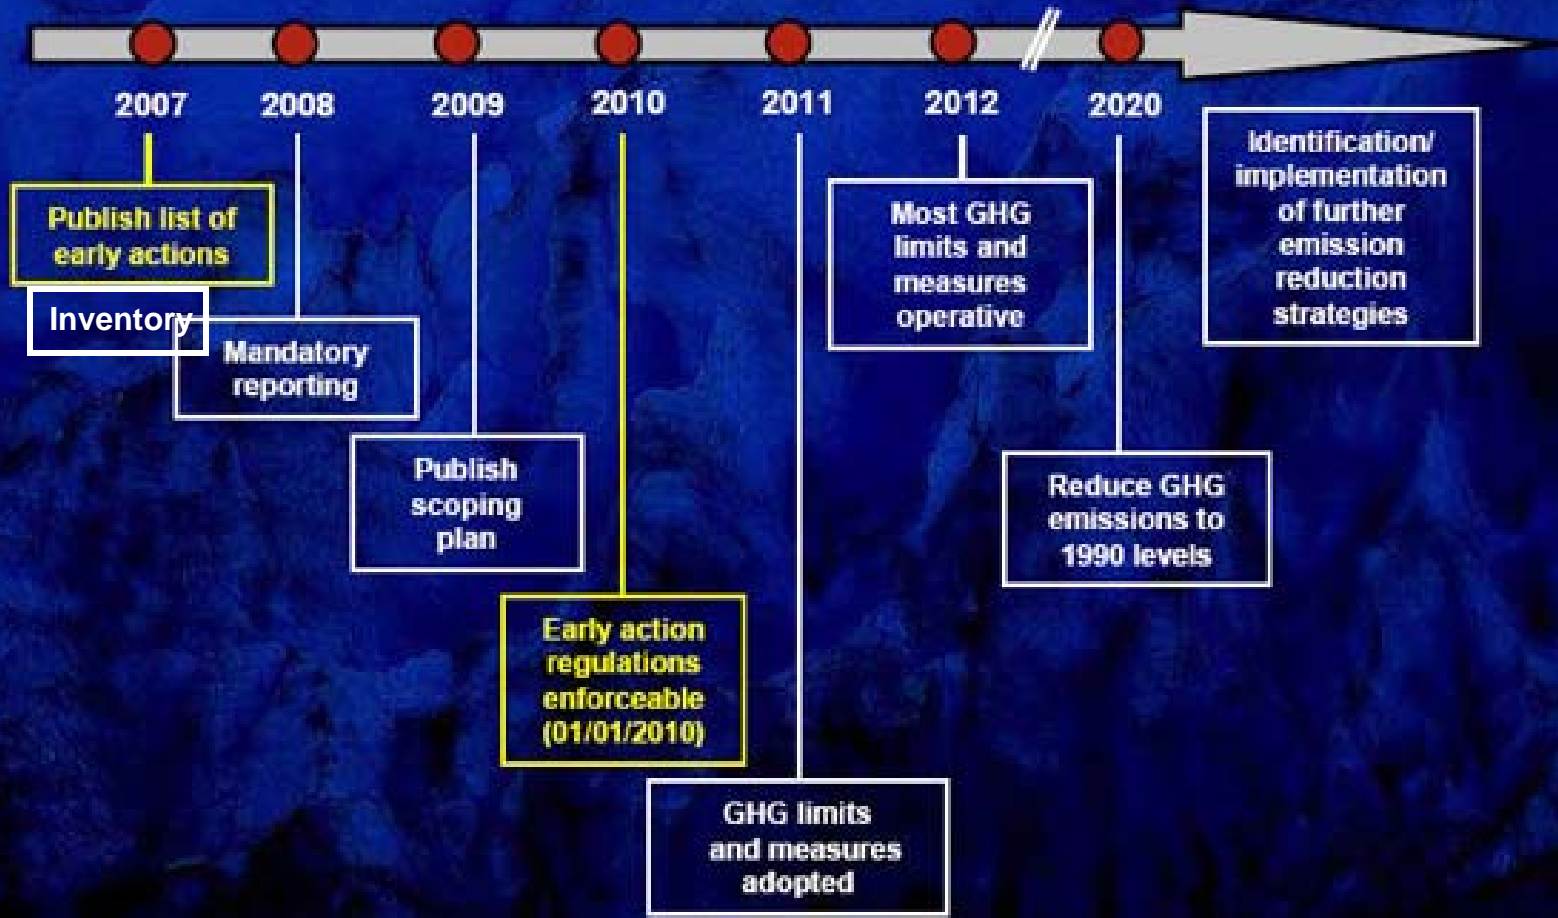 2007 2008 2009 2010 2011 2012 2020
Publish list of
early actions
Inventory
Mandatory
reporting
Publish
scoping
plan
Early action
regulations
enforceable
(01/01/2010)
GHG limits
and measures
adopted
Most GHG
limits and
measures
operative
Reduce GHG
emissions to
1990 levels
Identification/
implementation
of further
emission
reduction
strategies